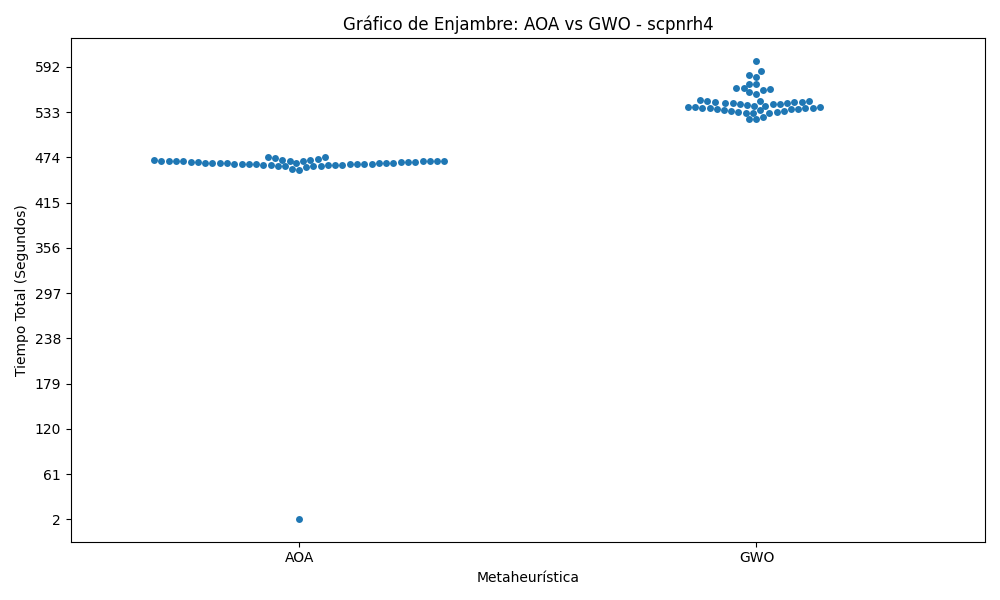 Gráfico de Enjambre: AOA vs GWO - scpnrh4
Tiempo Total (Segundos)
592
533
474
415
356
297
238
179
120
61
2
AOA
GWO
Metaheurística